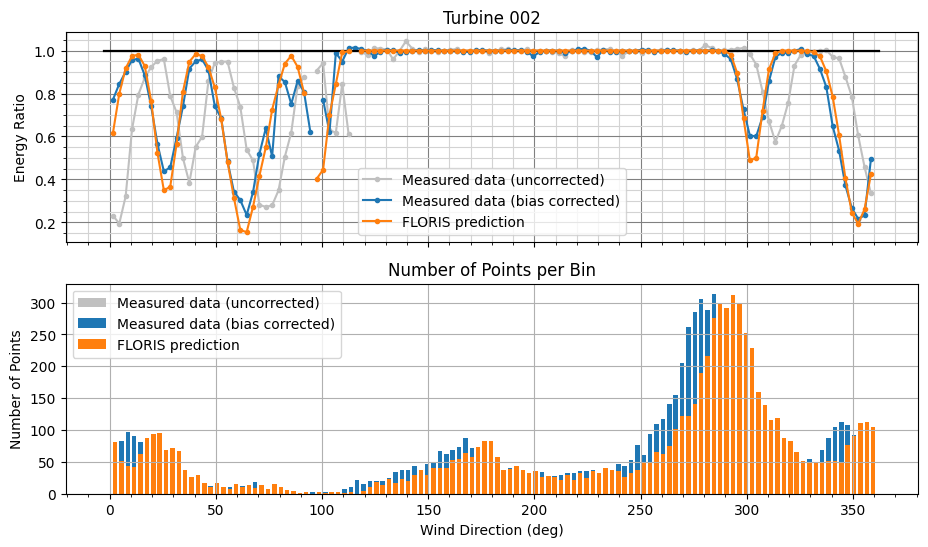 Turbine 002
1.0
0.8
0.6
0.4
0.2
Energy Ratio
Measured data (uncorrected)
Measured data (bias corrected)
FLORIS prediction
Number of Points per Bin
300
250
200
150
100
50
0
Number of Points
Measured data (uncorrected)
Measured data (bias corrected)
FLORIS prediction
0 50 100 150 200 250 300 350
Wind Direction (deg)